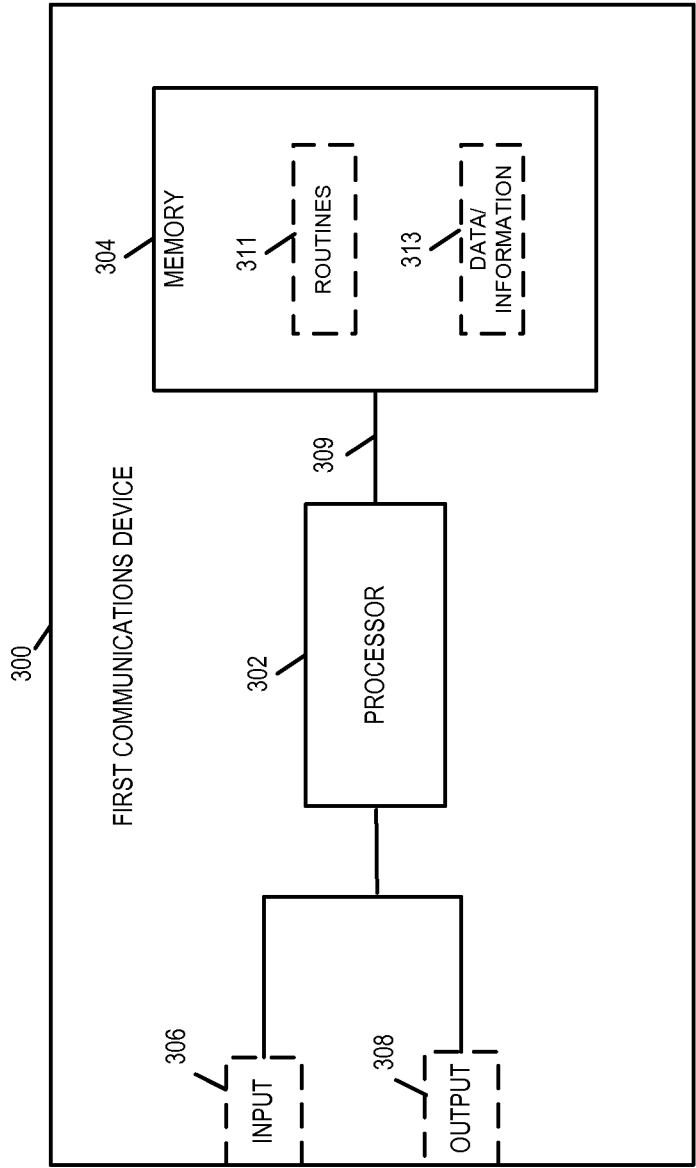 300
FIRST COMMUNICATIONS DEVICE
304
MEMORY
306
INPUT
302
PROCESSOR
309
311
ROUTINES
308
OUTPUT
313
DATA/
INFORMATION